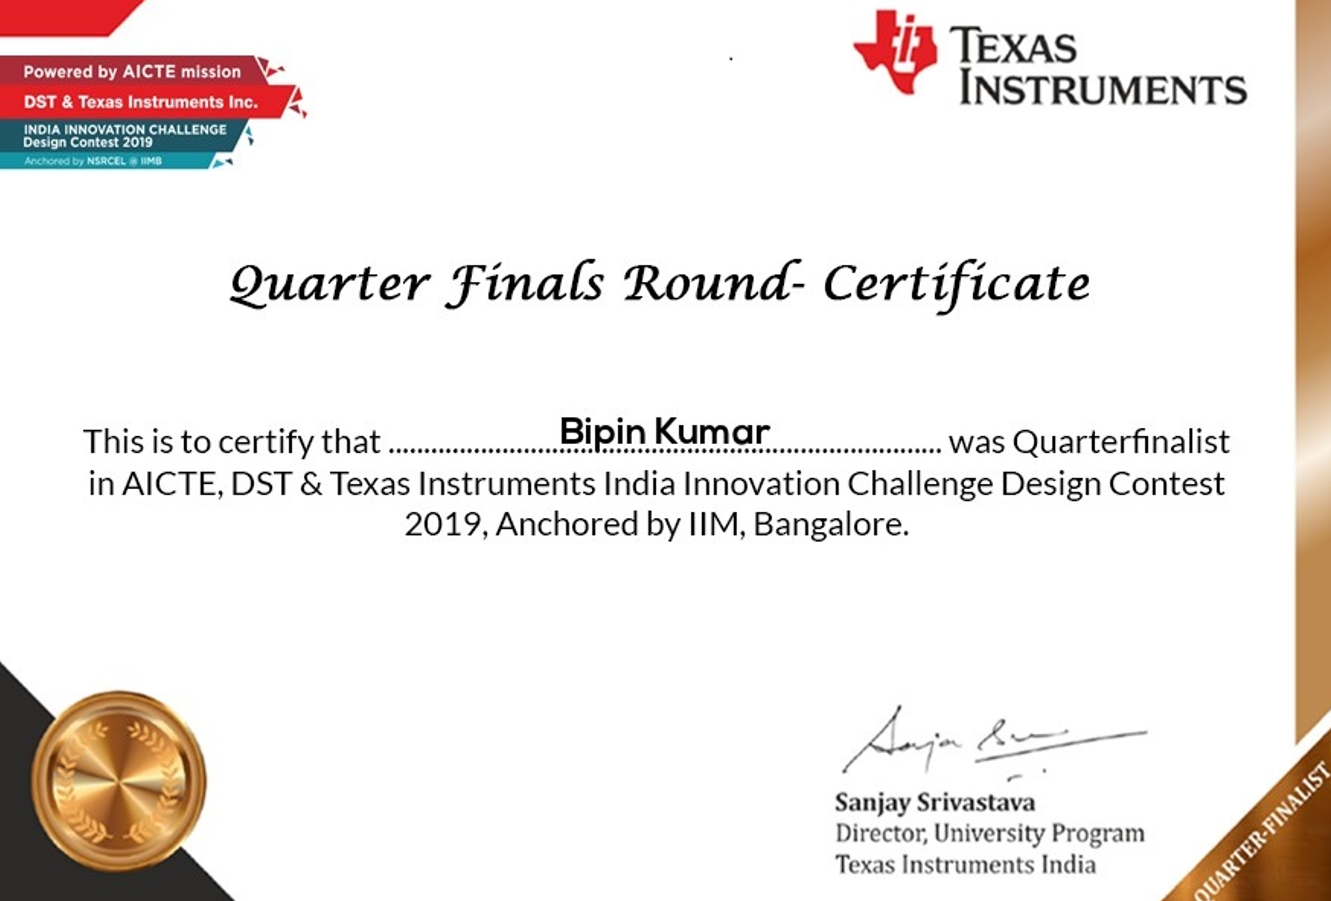 Powered by AICTE mission
DST & Texas Instruments Inc.
INDIA INNOVATION CHALLENGE
Design Contest 2019
Anchored by NSRCEL @ IIMB
TEXAS
INSTRUMENTS
Quarter Finals Round- Certificate
This is to certify that ........Bipin Kumar........ was Quarterfinalist
in AICTE, DST & Texas Instruments India Innovation Challenge Design Contest
2019, Anchored by IIM, Bangalore.
Sanjay Srivastava
Director, University Program
Texas Instruments India
QUARTER-FINALIST